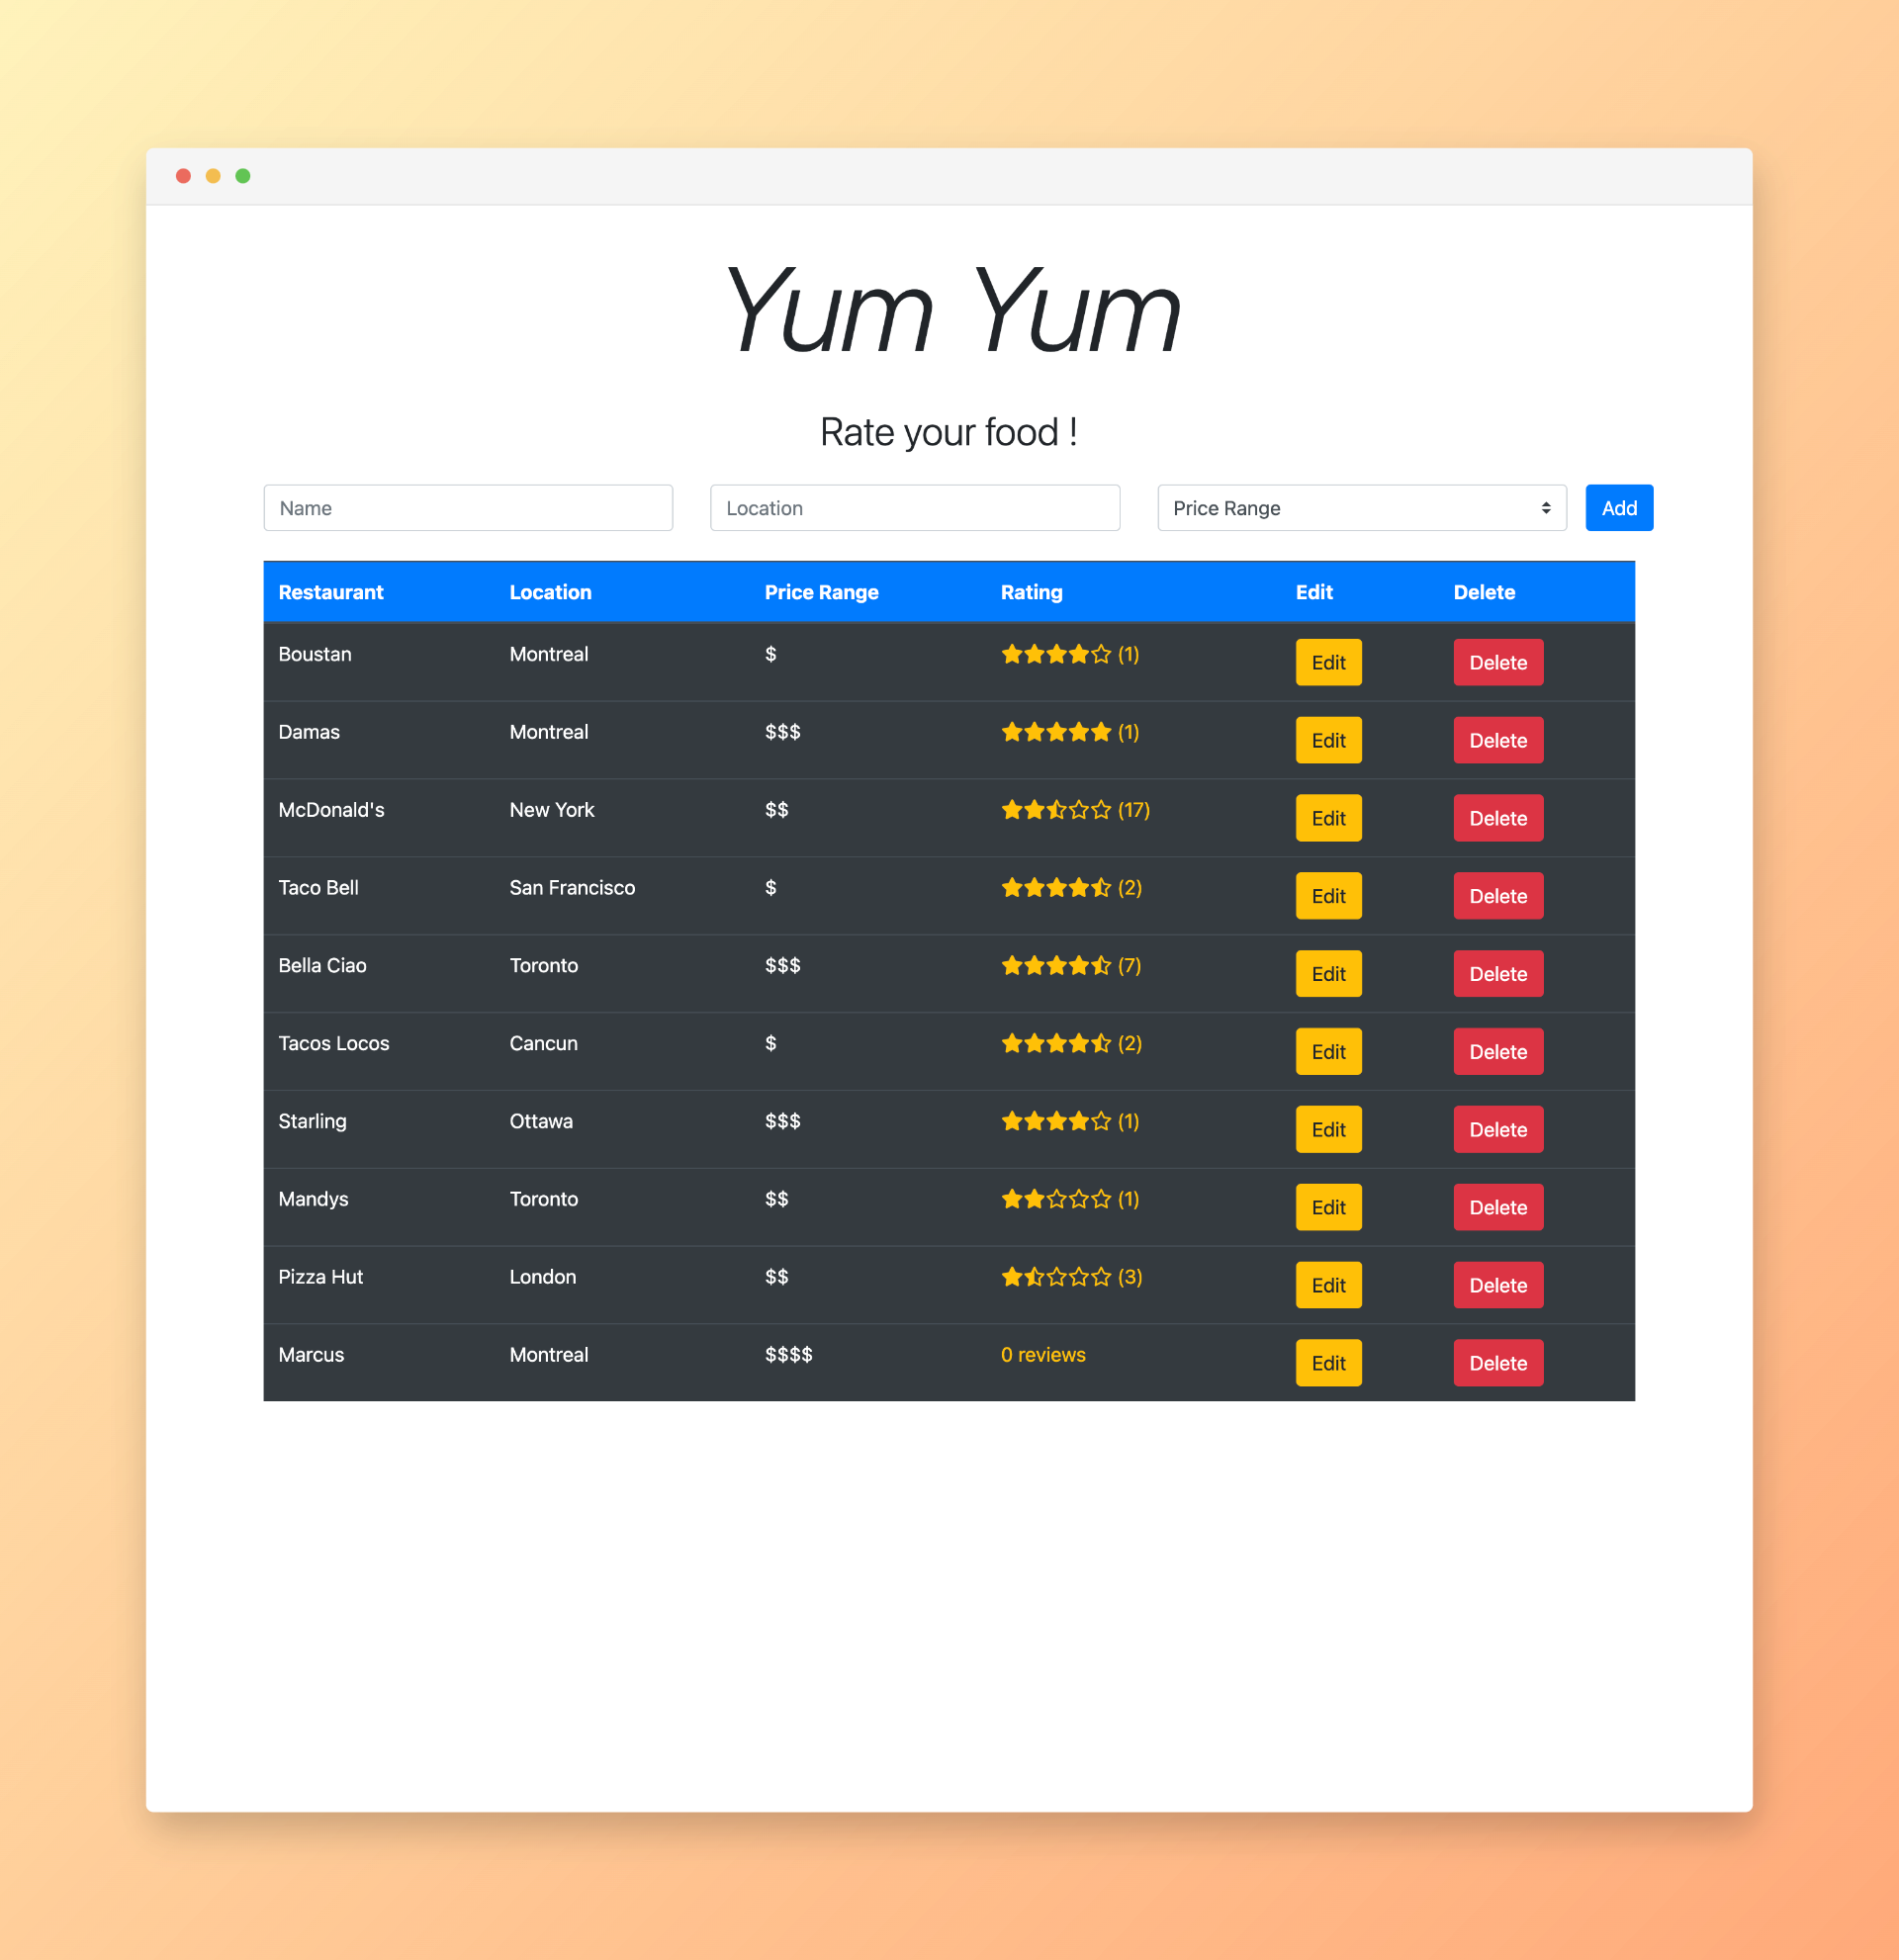 Yum Yum
Rate your food !
Name Location Price Range Add
Restaurant Location Price Range Rating Edit Delete
Boustan Montreal $ (1) Edit Delete
Damas Montreal $$$ (1) Edit Delete
McDonald's New York $$ (17) Edit Delete
Taco Bell San Francisco $ (2) Edit Delete
Bella Ciao Toronto $$$ (7) Edit Delete
Tacos Locos Cancun $ (2) Edit Delete
Starling Ottawa $$$ (1) Edit Delete
Mandys Toronto $$ (1) Edit Delete
Pizza Hut London $$ (3) Edit Delete
Marcus Montreal $$$$ 0 reviews Edit Delete